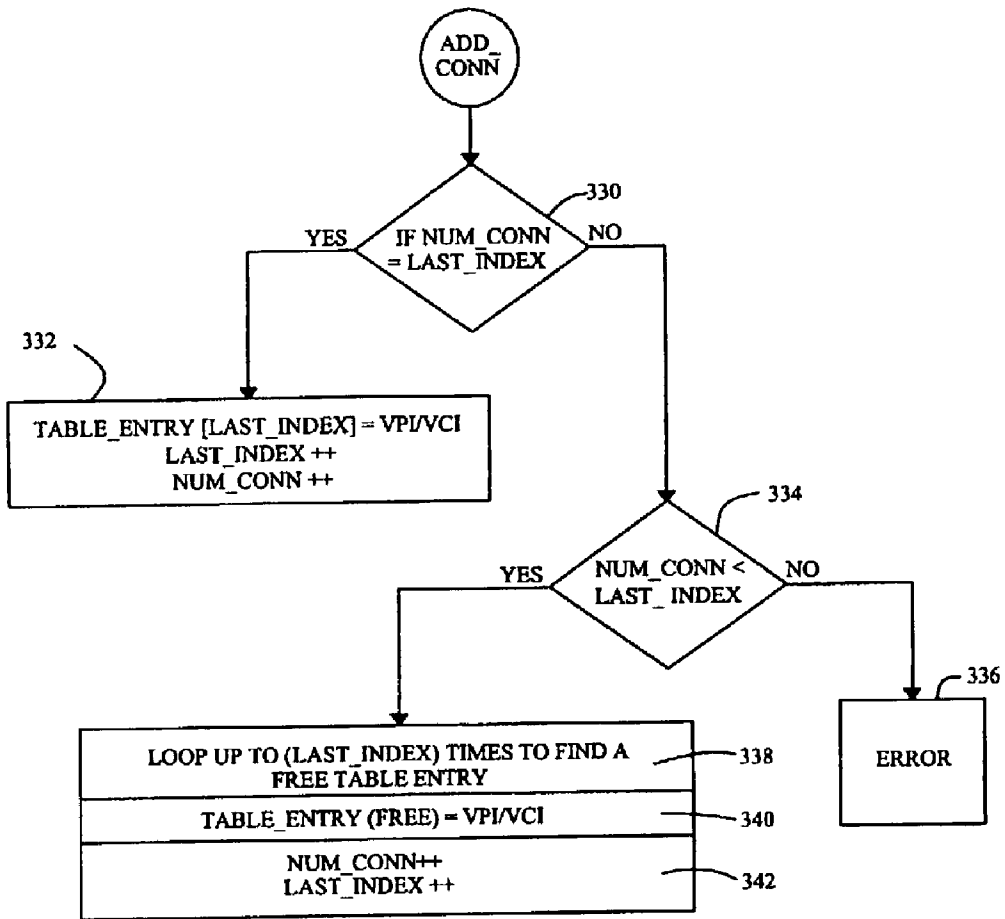 ADD_
CONN
330
YES
IF NUM_CONN
= LAST_INDEX
NO
332
TABLE_ENTRY [LAST_INDEX] = VPI/VCI
LAST_INDEX ++
NUM_CONN ++
334
YES
NUM_CONN <
LAST_ INDEX
NO
336
ERROR
LOOP UP TO (LAST_INDEX) TIMES TO FIND A
FREE TABLE ENTRY
338
TABLE_ENTRY (FREE) = VPI/VCI
340
NUM_CONN++
LAST_INDEX ++
342